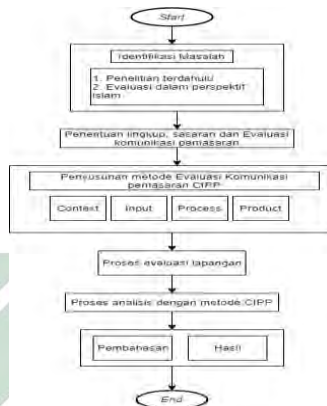 Start
Identifikasi Masalah
1. Penelitian terdahulu
2. Evaluasi dalam perspektif
Islam
Penentuan lingkup, sasaran dan Evaluasi
komunikasi pemasaran
Penyusunan metode Evaluasi Komunikasi
pemasaran CIPP
Context Input Process Product
Proses evaluasi lapangan
Proses analisis dengan metode CIPP
Pembahasan Hasil
End